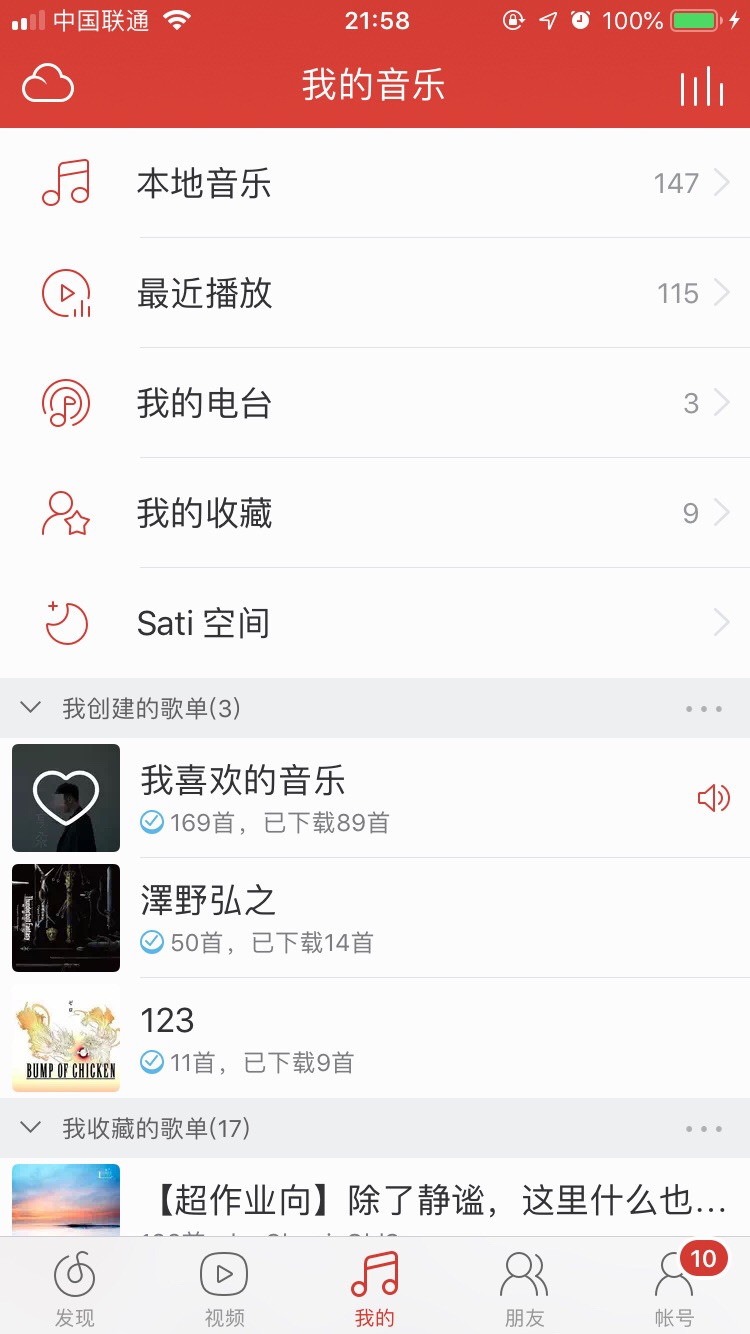 中国联通 21:58 100%
我的音乐
本地音乐 147
最近播放 115
我的电台 3
我的收藏 9
Sati 空间
我创建的歌单(3)
我喜欢的音乐
169首，已下载89首
澤野弘之
50首，已下载14首
123
11首，已下载9首
BUMP OF CHICKEN
我收藏的歌单(17)
【超作业向】除了静谧，这里什么也...
发现 视频 我的 朋友 帐号 10